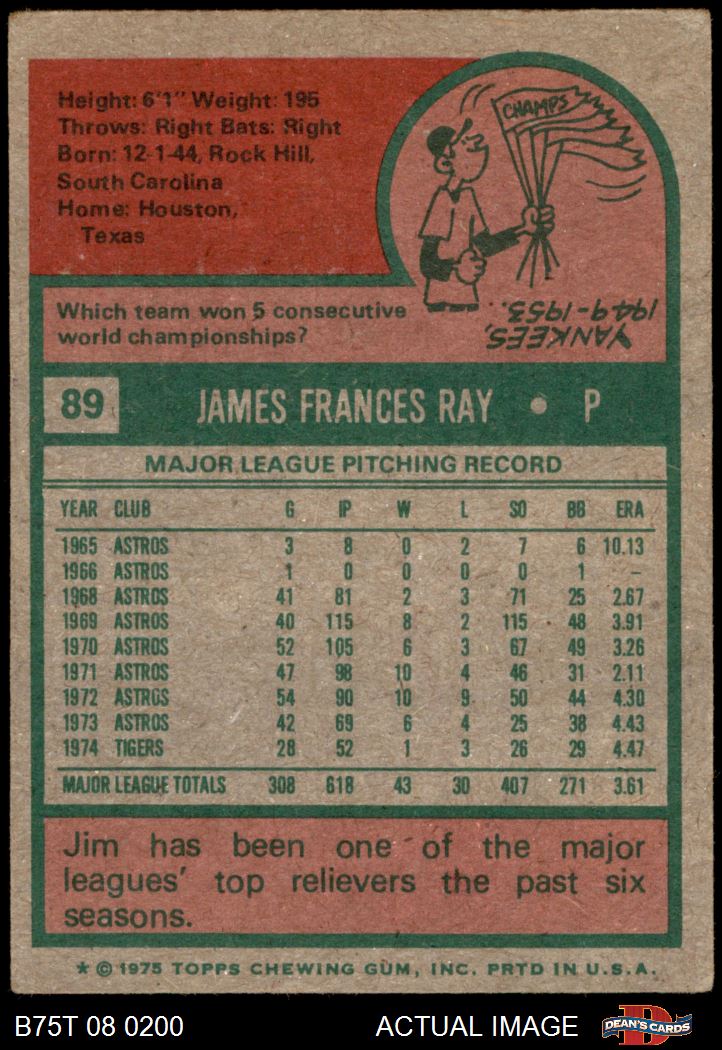 Height: 6'1" Weight: 195
Throws: Right Bats: Right
Born: 12-1-44, Rock Hill,
South Carolina
Home: Houston,
Texas
CHAMPS
Which team won 5 consecutive
world championships?
YANKEES,
1949-1953.
89 JAMES FRANCES RAY • P
MAJOR LEAGUE PITCHING RECORD
YEAR CLUB G IP W L SO BB ERA
1965 ASTROS 3 8 0 2 7 6 10.13
1966 ASTROS 1 0 0 0 0 1 –
1968 ASTROS 41 81 2 3 71 25 2.67
1969 ASTROS 40 115 8 2 115 48 3.91
1970 ASTROS 52 105 6 3 67 49 3.26
1971 ASTROS 47 98 10 4 46 31 2.11
1972 ASTROS 54 90 10 9 50 44 4.30
1973 ASTROS 42 69 6 4 25 38 4.43
1974 TIGERS 28 52 1 3 26 29 4.47
MAJOR LEAGUE TOTALS 308 618 43 30 407 271 3.61
Jim has been one of the major
leagues' top relievers the past six
seasons.
★ © 1975 TOPPS CHEWING GUM, INC. PRTD IN U.S.A.
B75T 08 0200 ACTUAL IMAGE DEAN'S CARDS